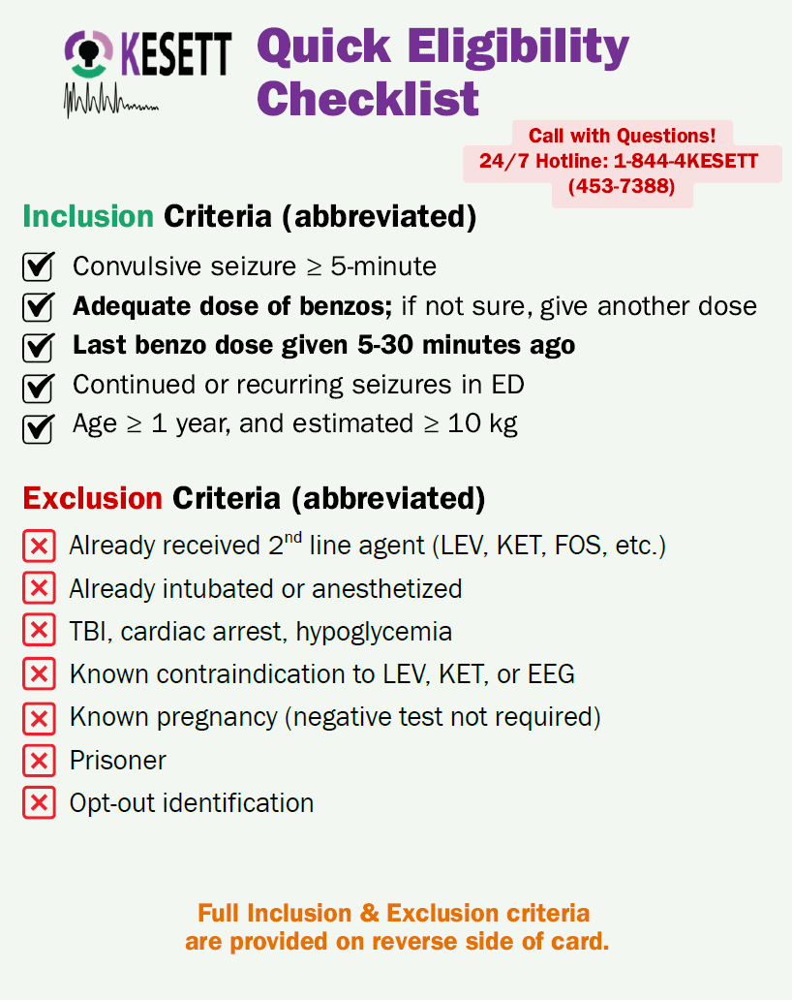 KESETT
Quick Eligibility
Checklist
Call with Questions!
24/7 Hotline: 1-844-4KESETT
(453-7388)
Inclusion Criteria (abbreviated)
Convulsive seizure ≥ 5-minute
Adequate dose of benzos; if not sure, give another dose
Last benzo dose given 5-30 minutes ago
Continued or recurring seizures in ED
Age ≥ 1 year, and estimated ≥ 10 kg
Exclusion Criteria (abbreviated)
Already received 2nd line agent (LEV, KET, FOS, etc.)
Already intubated or anesthetized
TBI, cardiac arrest, hypoglycemia
Known contraindication to LEV, KET, or EEG
Known pregnancy (negative test not required)
Prisoner
Opt-out identification
Full Inclusion & Exclusion criteria
are provided on reverse side of card.